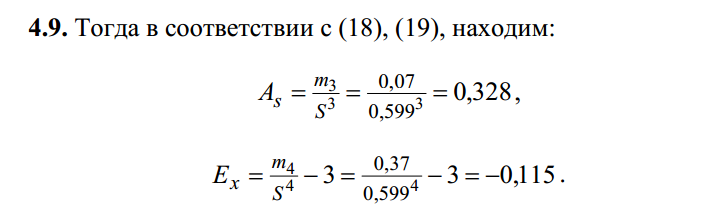 4.9. Тогда в соответствии с (18), (19), находим:
A_s = m_3/S^3 = 0,07/0,599^3 = 0,328,
E_x = m_4/S^4 − 3 = 0,37/0,599^4 − 3 = −0,115.